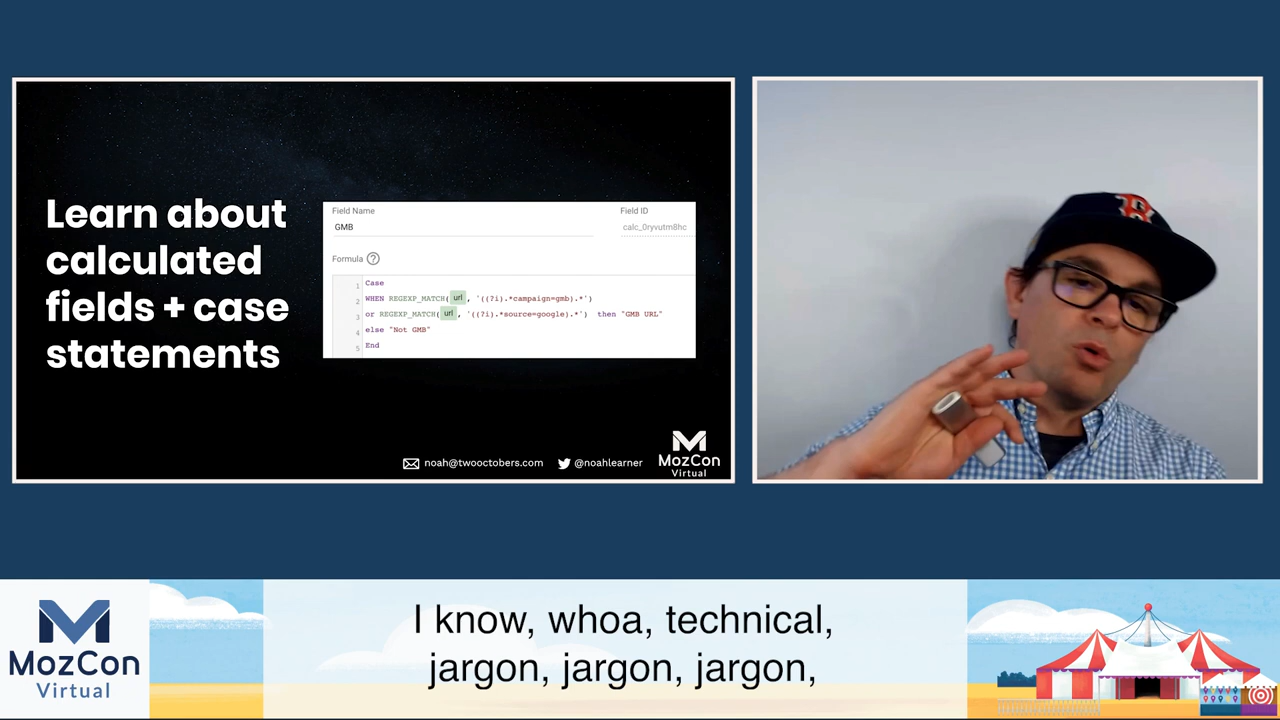 Learn about
calculated
fields + case
statements
Field Name
Field ID
GMB
calc_0ryvutm8hc
Formula ?
1 Case
2 WHEN REGEXP_MATCH( url , '((?i).*campaign=gmb).*')
3 or REGEXP_MATCH( url , '((?i).*source=google).*') then "GMB URL"
4 else "Not GMB"
5 End
noah@twooctobers.com
@noahlearner
MozCon
Virtual
B
MozCon
Virtual
I know, whoa, technical,
jargon, jargon, jargon,